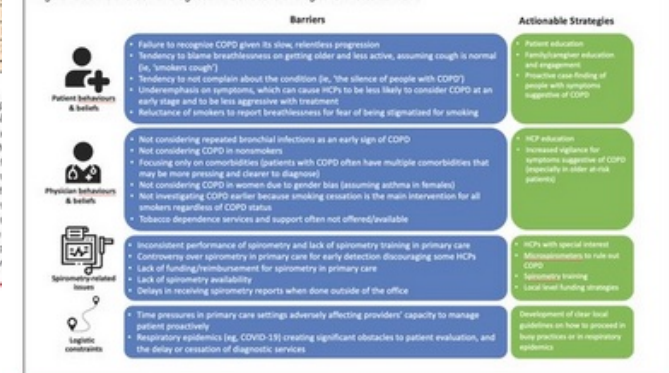 Barriers
Actionable Strategies
Patient behaviours
& beliefs
• Failure to recognize COPD given its slow, relentless progression
• Tendency to blame breathlessness on getting older and less active, assuming cough is normal
(ie, 'smokers cough')
• Tendency to not complain about the condition (ie, 'the silence of people with COPD')
• Underemphasis on symptoms, which can cause HCPs to be less likely to consider COPD at an
early stage and to be less aggressive with treatment
• Reluctance of smokers to report breathlessness for fear of being stigmatized for smoking
• Patient education
• Family/caregiver education
and engagement
• Proactive case-finding of
people with symptoms
suggestive of COPD
Physician behaviours
& beliefs
• Not considering repeated bronchial infections as an early sign of COPD
• Not considering COPD in nonsmokers
• Focusing only on comorbidities (patients with COPD often have multiple comorbidities that
may be more pressing and clearer to diagnose)
• Not considering COPD in women due to gender bias (assuming asthma in females)
• Not investigating COPD earlier because smoking cessation is the main intervention for all
smokers regardless of COPD status
• Tobacco dependence services and support often not offered/available
• HCP education
• Increased vigilance for
symptoms suggestive of COPD
(especially in older at-risk
patients)
Spirometry-related
issues
• Inconsistent performance of spirometry and lack of spirometry training in primary care
• Controversy over spirometry in primary care for early detection discouraging some HCPs
• Lack of funding/reimbursement for spirometry in primary care
• Lack of spirometry availability
• Delays in receiving spirometry reports when done outside of the office
• HCPs with special interest
• Microspirometers to rule out
COPD
• Spirometry training
• Local level funding strategies
Logistic
constraints
• Time pressures in primary care settings adversely affecting providers' capacity to manage
patient proactively
• Respiratory epidemics (eg, COVID-19) creating significant obstacles to patient evaluation, and
the delay or cessation of diagnostic services
Development of clear local
guidelines on how to proceed in
busy practices or in respiratory
epidemics